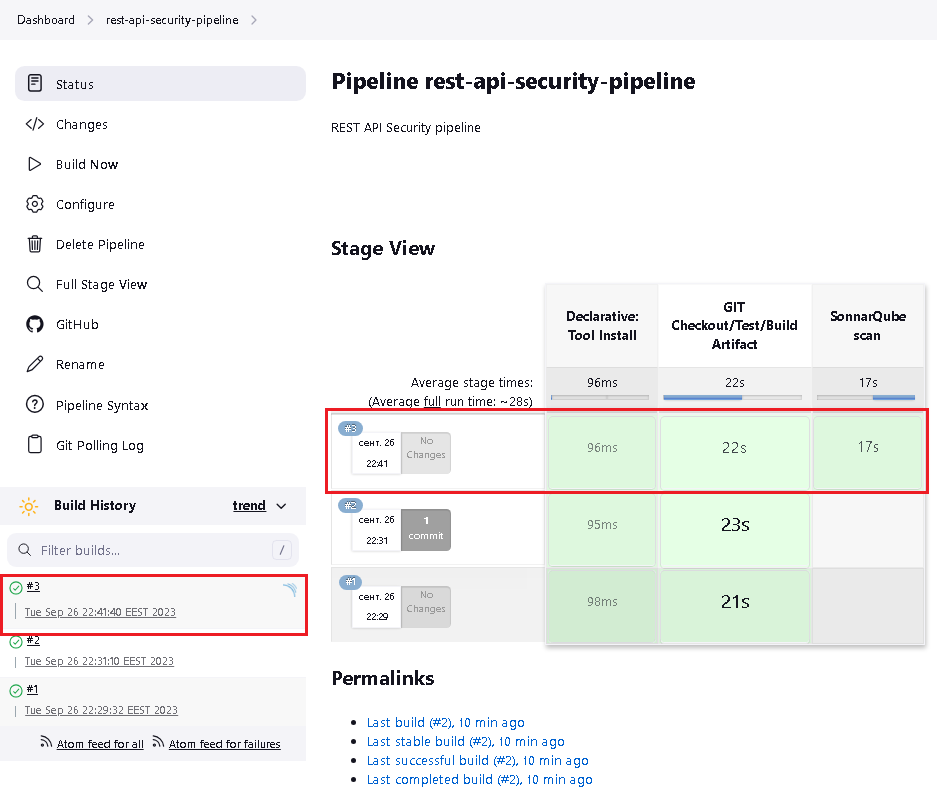 Dashboard
rest-api-security-pipeline
Status
Changes
Build Now
Configure
Delete Pipeline
Full Stage View
GitHub
Rename
Pipeline Syntax
Git Polling Log
Build History
trend
Filter builds...
/
#3
Tue Sep 26 22:41:40 EEST 2023
#2
Tue Sep 26 22:31:10 EEST 2023
#1
Tue Sep 26 22:29:32 EEST 2023
Atom feed for all
Atom feed for failures
Pipeline rest-api-security-pipeline
REST API Security pipeline
Stage View
Declarative:
Tool Install
GIT
Checkout/Test/Build
Artifact
SonnarQube
scan
Average stage times:
(Average full run time: ~28s)
96ms
22s
17s
#3
сент. 26
22:41
No
Changes
96ms
22s
17s
#2
сент. 26
22:31
1
commit
95ms
23s
#1
сент. 26
22:29
No
Changes
98ms
21s
Permalinks
Last build (#2), 10 min ago
Last stable build (#2), 10 min ago
Last successful build (#2), 10 min ago
Last completed build (#2), 10 min ago